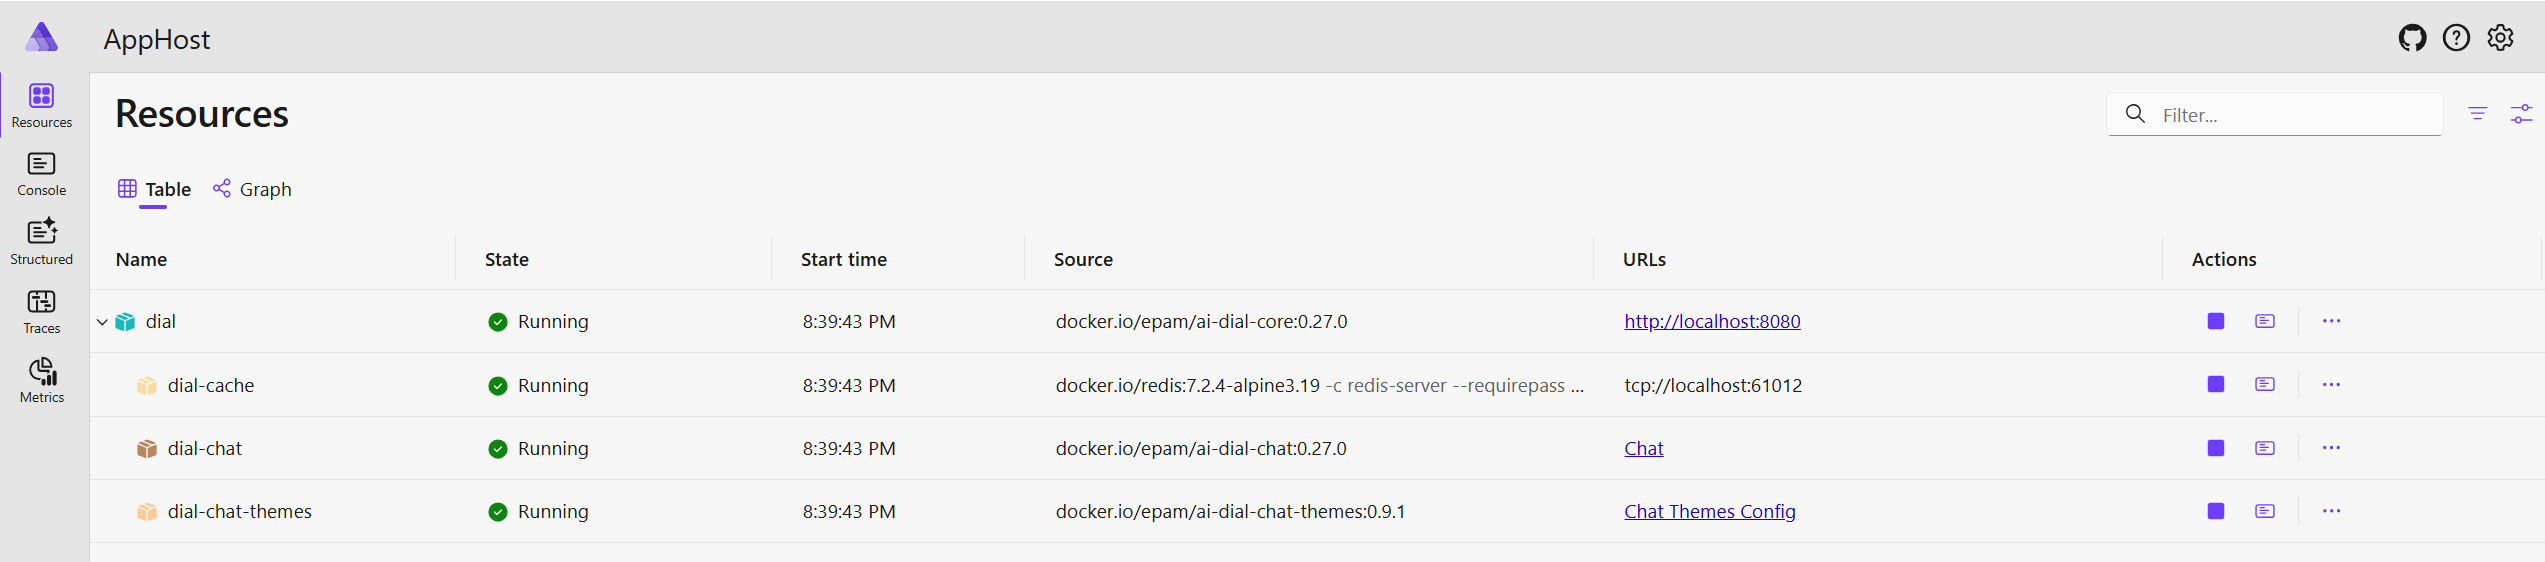 AppHost
Resources
Console
Structured
Traces
Metrics
Resources
Filter...
Table Graph
Name State Start time Source URLs Actions
dial Running 8:39:43 PM docker.io/epam/ai-dial-core:0.27.0 http://localhost:8080
dial-cache Running 8:39:43 PM docker.io/redis:7.2.4-alpine3.19 -c redis-server --requirepass ... tcp://localhost:61012
dial-chat Running 8:39:43 PM docker.io/epam/ai-dial-chat:0.27.0 Chat
dial-chat-themes Running 8:39:43 PM docker.io/epam/ai-dial-chat-themes:0.9.1 Chat Themes Config